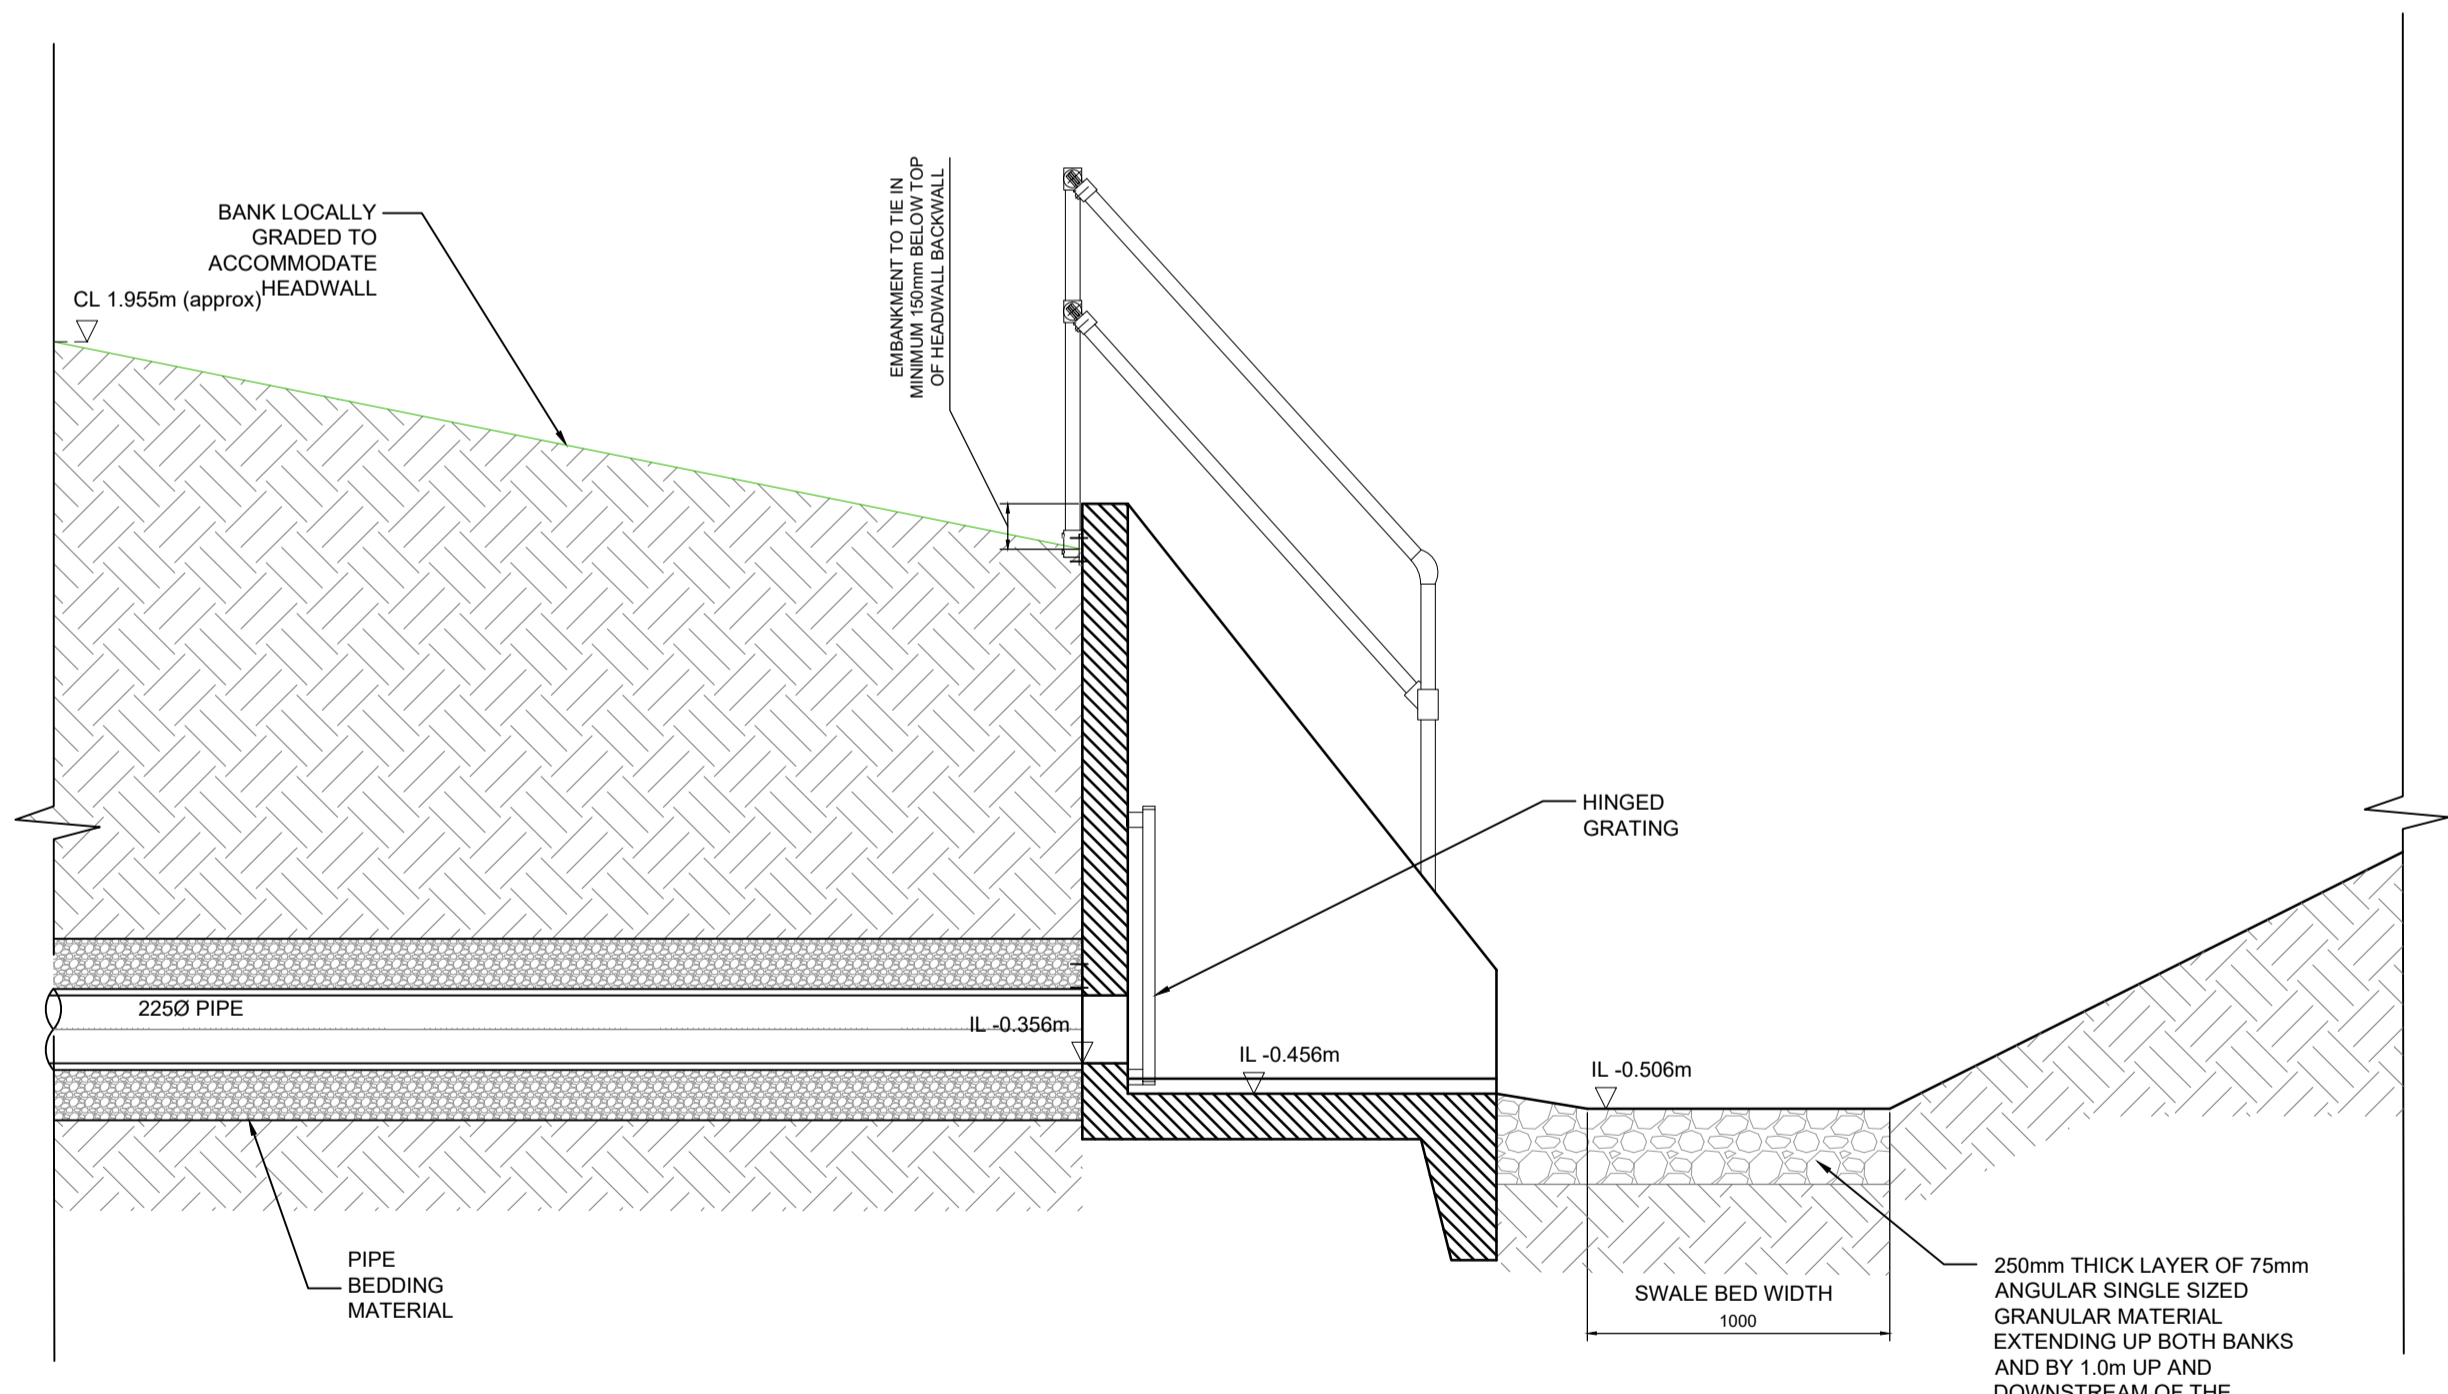 EMBANKMENT TO TIE IN
MINIMUM 150mm BELOW TOP
OF HEADWALL BACKWALL
BANK LOCALLY
GRADED TO
ACCOMMODATE
HEADWALL
CL 1.955m (approx)
HINGED
GRATING
225Ø PIPE
IL -0.356m
IL -0.456m
IL -0.506m
PIPE
BEDDING
MATERIAL
SWALE BED WIDTH
1000
250mm THICK LAYER OF 75mm
ANGULAR SINGLE SIZED
GRANULAR MATERIAL
EXTENDING UP BOTH BANKS
AND BY 1.0m UP AND
DOWNSTREAM OF THE